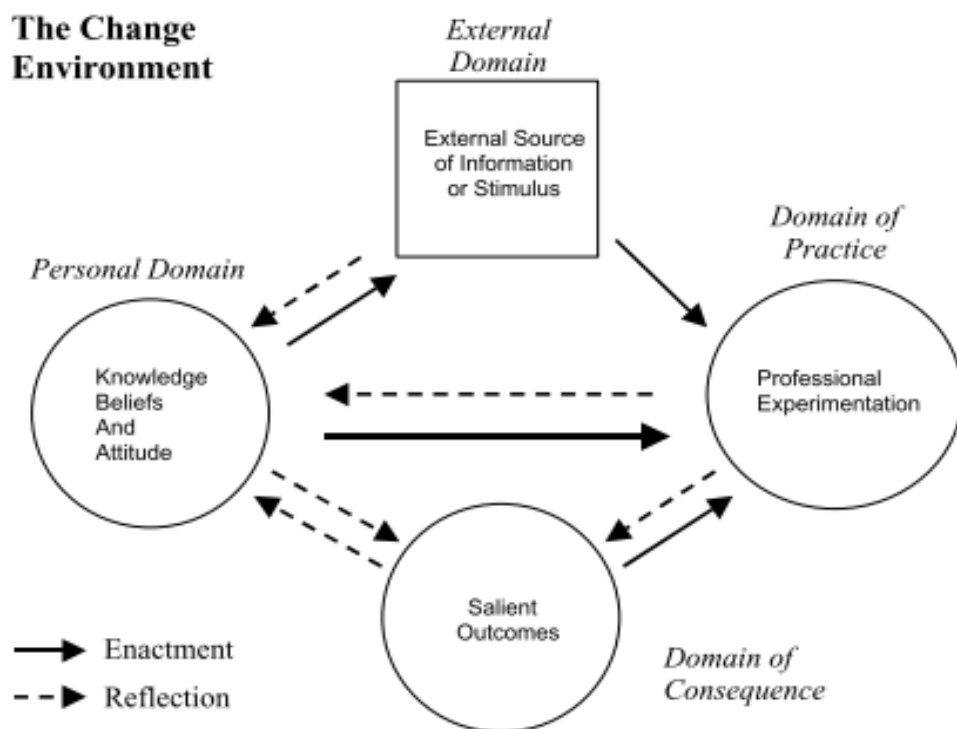 The Change
Environment
External
Domain
External Source
of Information
or Stimulus
Domain of
Practice
Personal Domain
Knowledge
Beliefs
And
Attitude
Professional
Experimentation
Salient
Outcomes
Enactment
Reflection
Domain of
Consequence